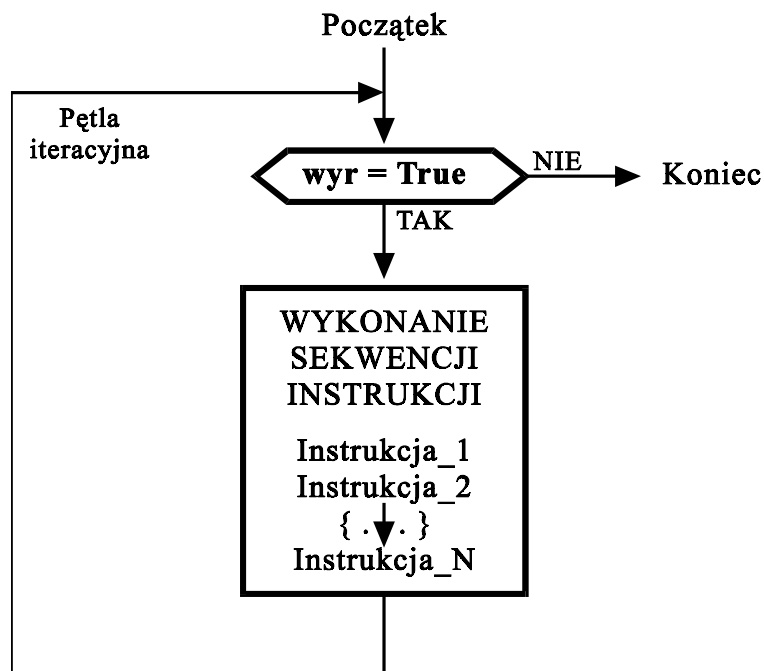 Początek
Pętla
iteracyjna
wyr = True
NIE
Koniec
TAK
WYKONANIE
SEKWENCJI
INSTRUKCJI
Instrukcja_1
Instrukcja_2
{ . . }
Instrukcja_N